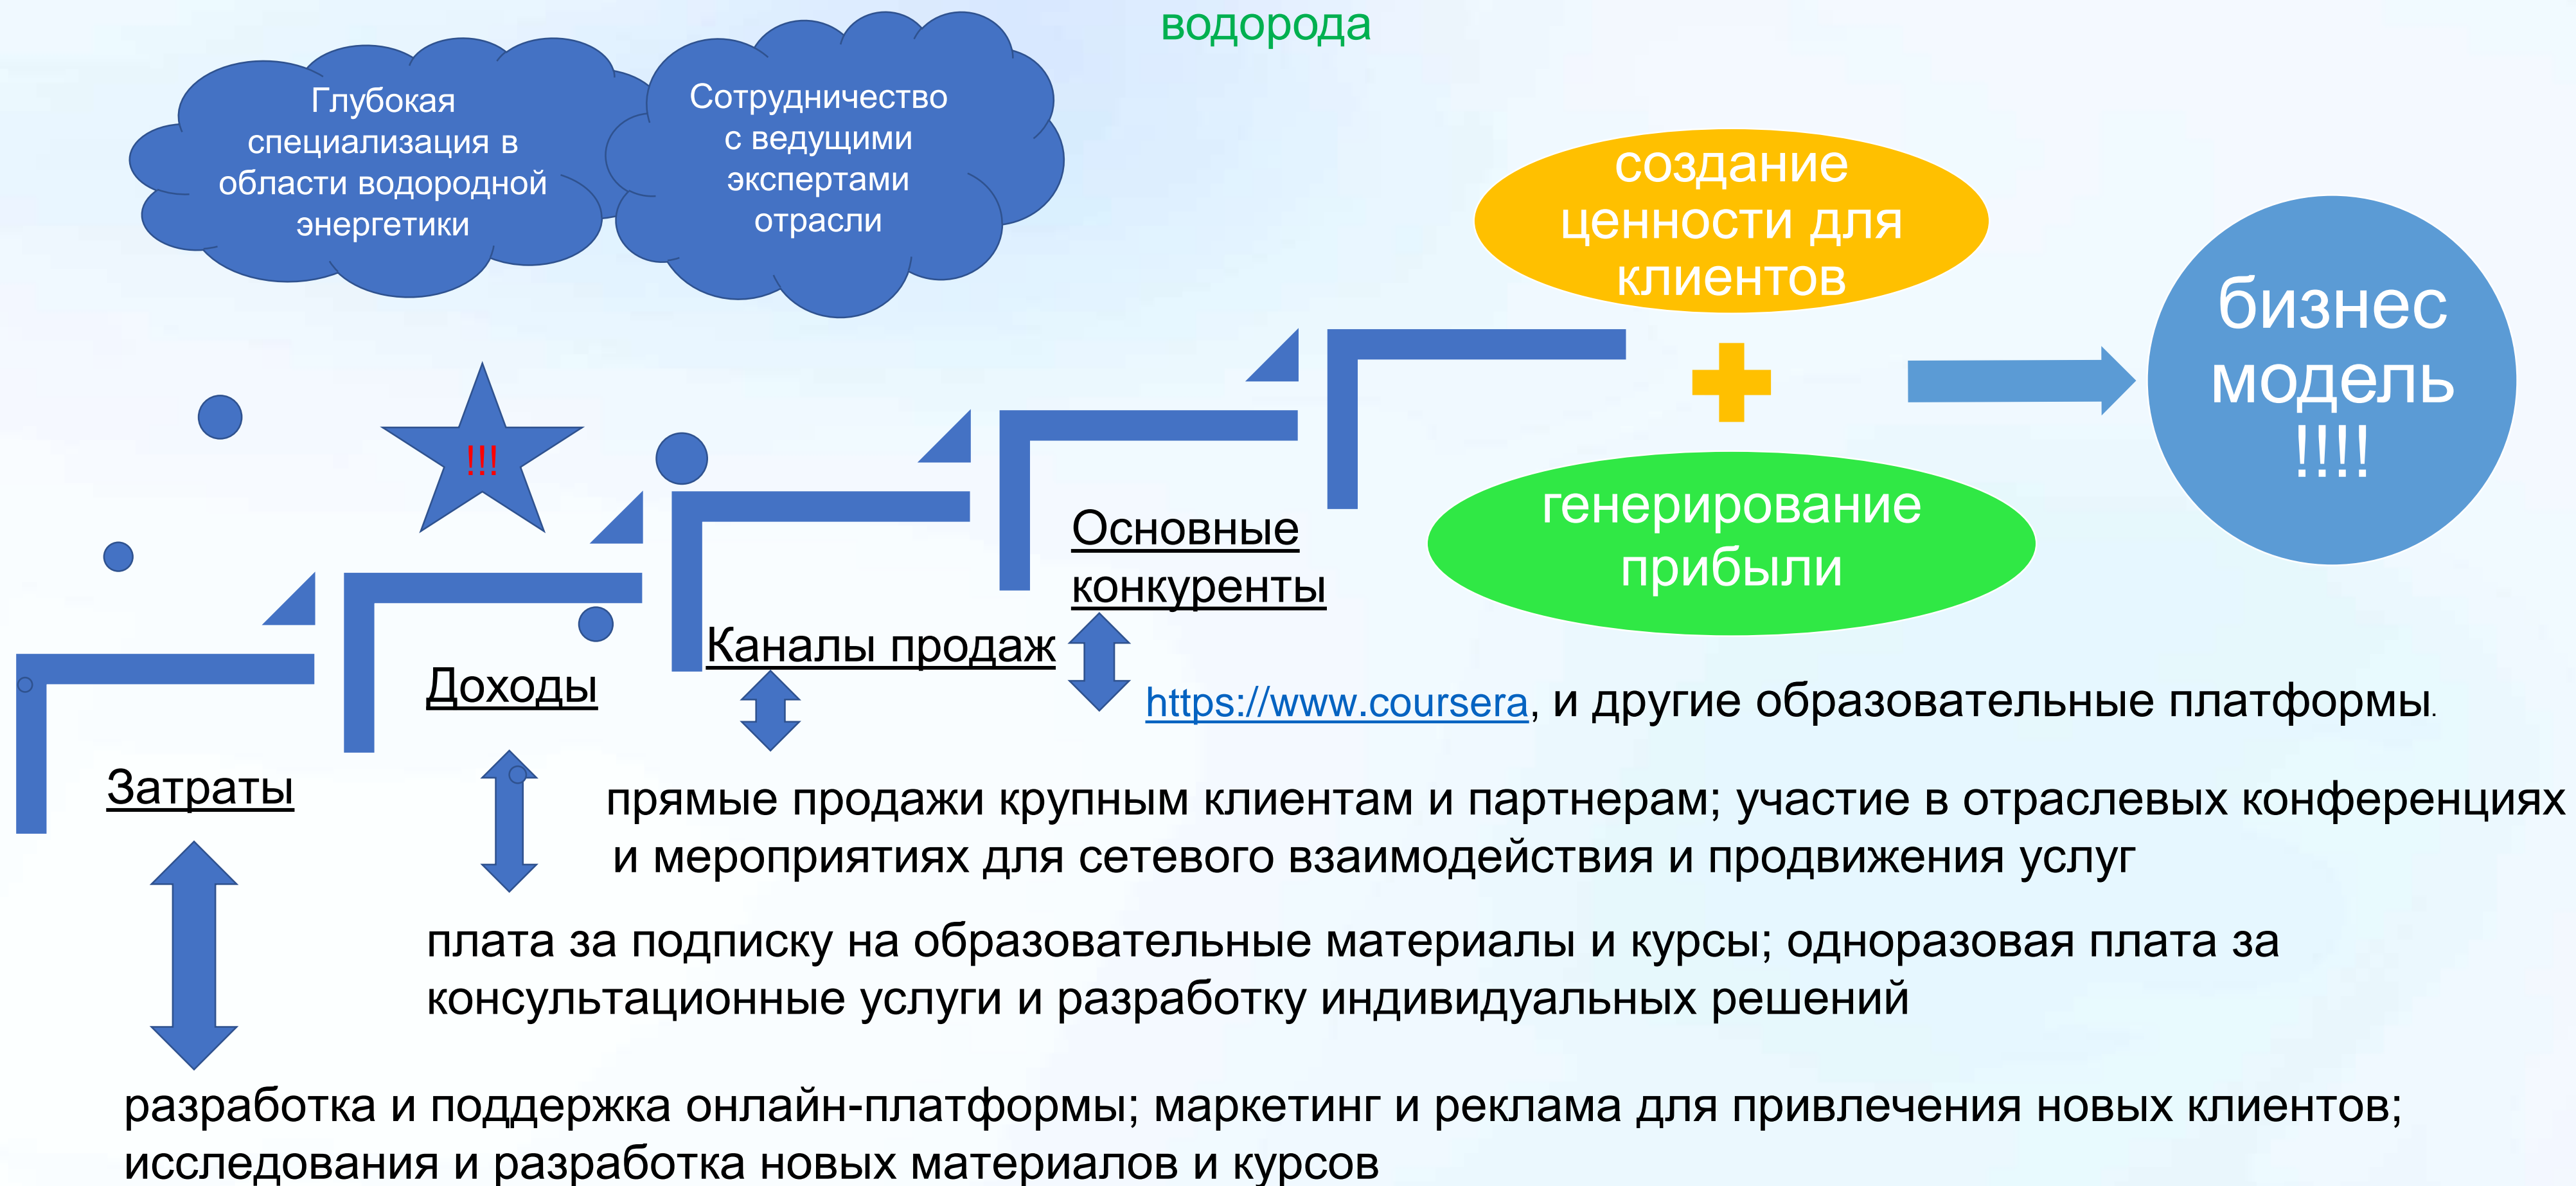 водорода
Глубокая
специализация в
области водородной
энергетики
Сотрудничество
с ведущими
экспертами
отрасли
создание
ценности для
клиентов
генерирование
прибыли
бизнес
модель
!!!!
!!!
Основные
конкуренты
Каналы продаж
Доходы
Затраты
https://www.coursera, и другие образовательные платформы.
прямые продажи крупным клиентам и партнерам; участие в отраслевых конференциях
и мероприятиях для сетевого взаимодействия и продвижения услуг
плата за подписку на образовательные материалы и курсы; одноразовая плата за
консультационные услуги и разработку индивидуальных решений
разработка и поддержка онлайн-платформы; маркетинг и реклама для привлечения новых клиентов;
исследования и разработка новых материалов и курсов